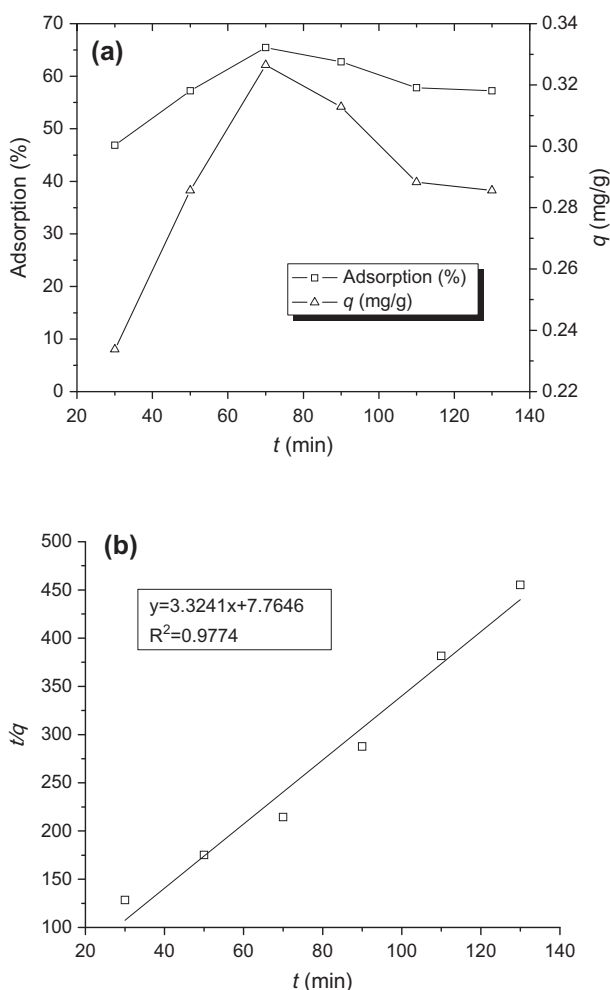 (a)
70
60
50
40
30
20
10
0
Adsorption (%)
0.34
0.32
0.30
0.28
0.26
0.24
0.22
q (mg/g)
Adsorption (%)
q (mg/g)
20 40 60 80 100 120 140
t (min)
(b)
500
450
400
350
300
250
200
150
100
t/q
y=3.3241x+7.7646
R²=0.9774
20 40 60 80 100 120 140
t (min)